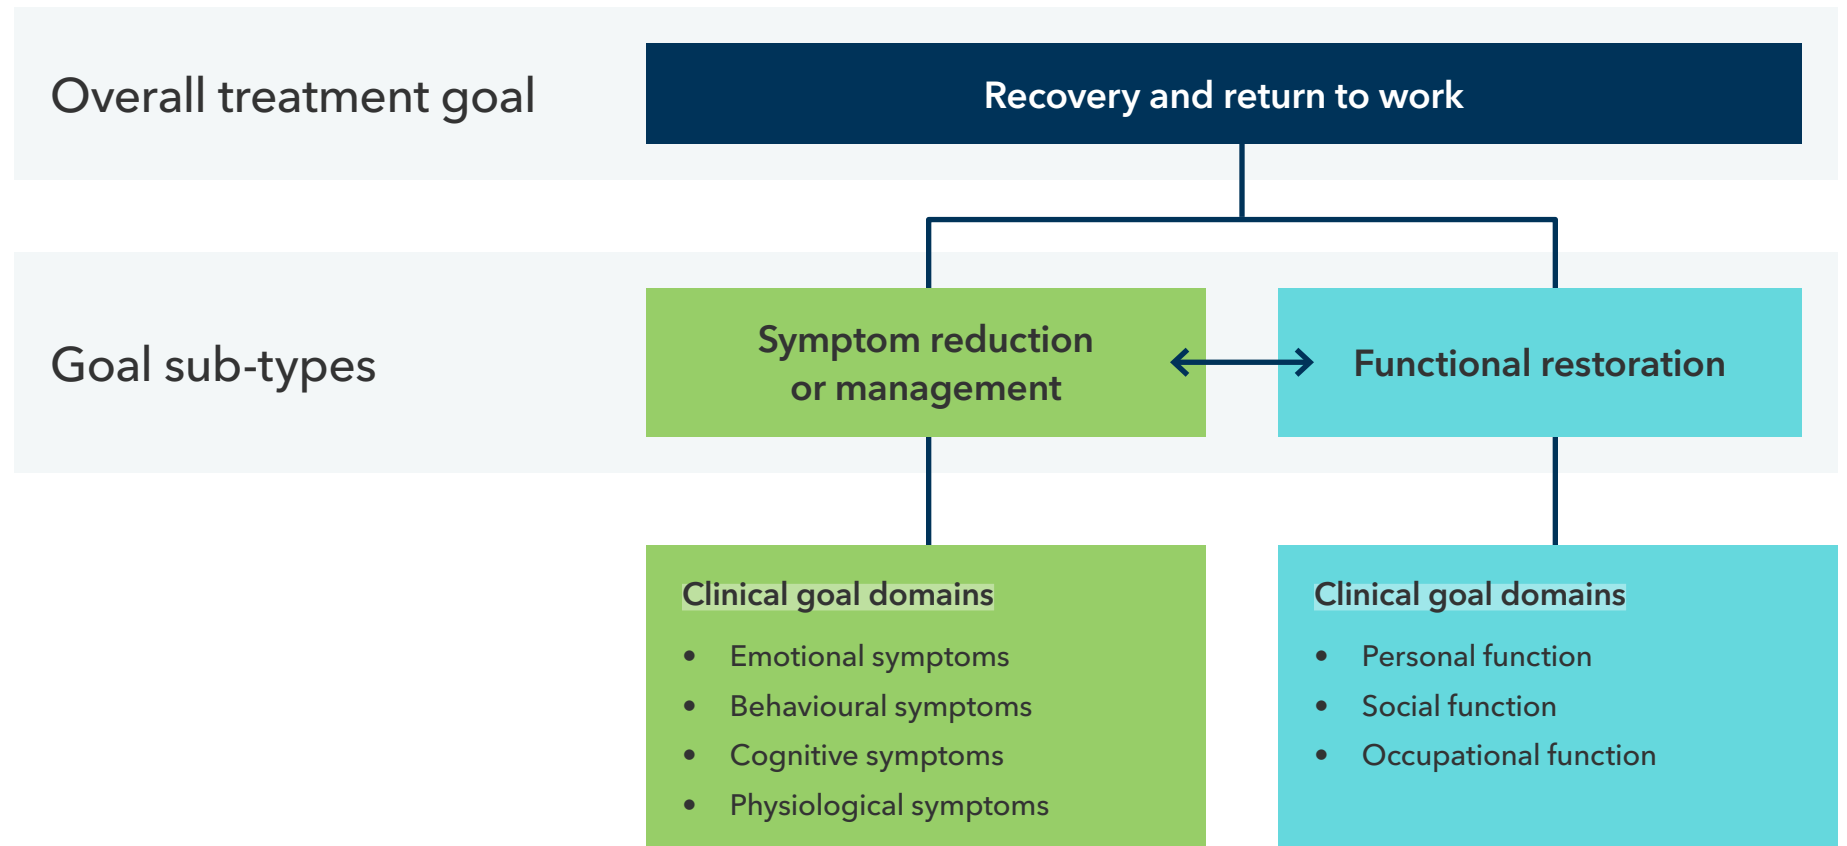 Overall treatment goal
Recovery and return to work
Goal sub-types
Symptom reduction
or management
Functional restoration
Clinical goal domains
• Emotional symptoms
• Behavioural symptoms
• Cognitive symptoms
• Physiological symptoms
Clinical goal domains
• Personal function
• Social function
• Occupational function